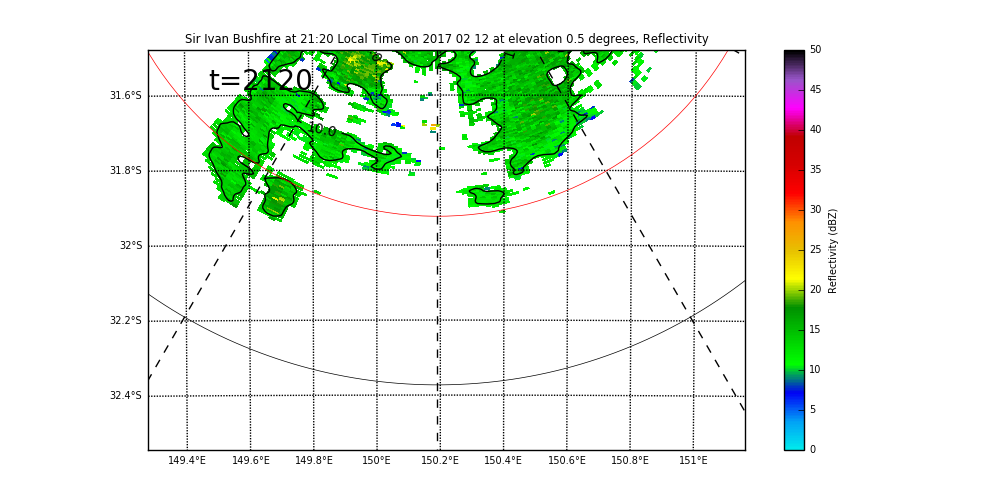 Sir Ivan Bushfire at 21:20 Local Time on 2017 02 12 at elevation 0.5 degrees, Reflectivity
t=2120
10.0
31.6°S
31.8°S
32°S
32.2°S
32.4°S
149.4°E 149.6°E 149.8°E 150°E 150.2°E 150.4°E 150.6°E 150.8°E 151°E
50
45
40
35
30
25
20
15
10
5
0
Reflectivity (dBZ)